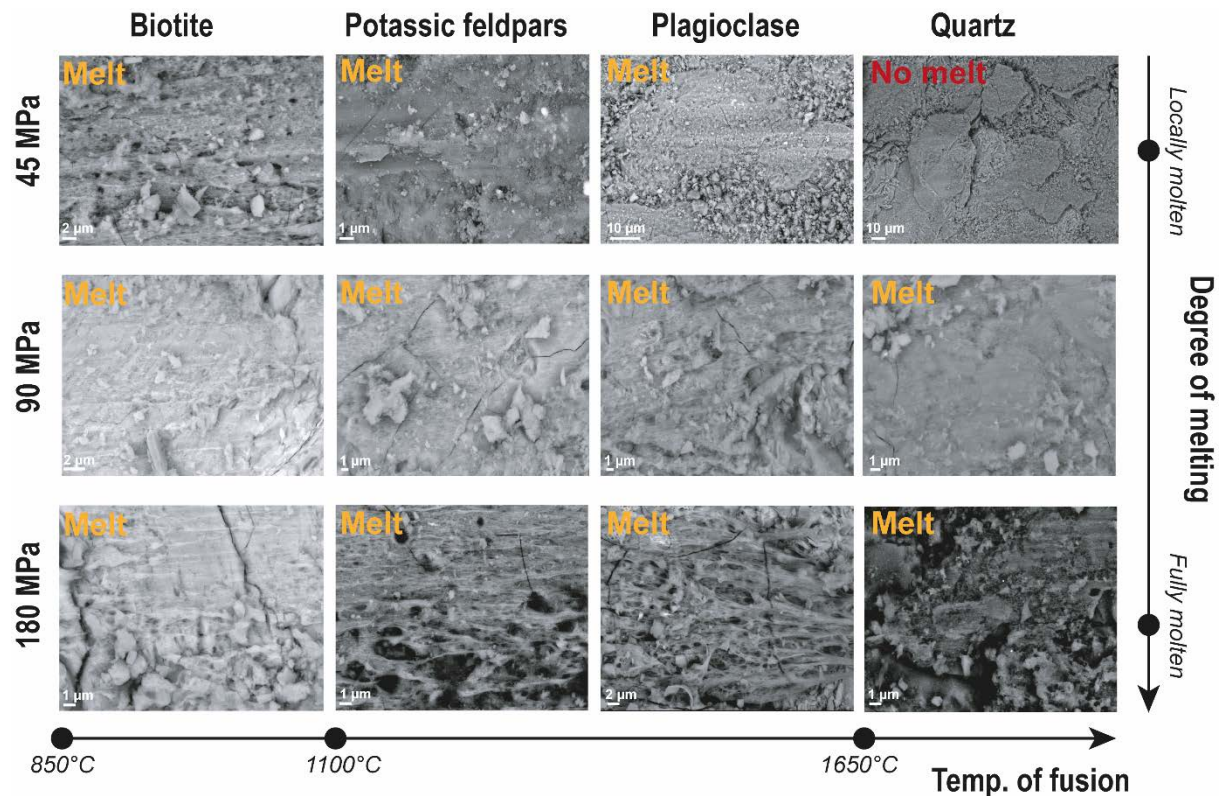 Biotite
Potassic feldpars
Plagioclase
Quartz
45 MPa
Melt
2 µm
Melt
1 µm
Melt
10 µm
No melt
10 µm
90 MPa
Melt
2 µm
Melt
1 µm
Melt
1 µm
Melt
1 µm
180 MPa
Melt
1 µm
Melt
1 µm
Melt
2 µm
Melt
1 µm
Locally molten
Degree of melting
Fully molten
850°C
1100°C
1650°C
Temp. of fusion